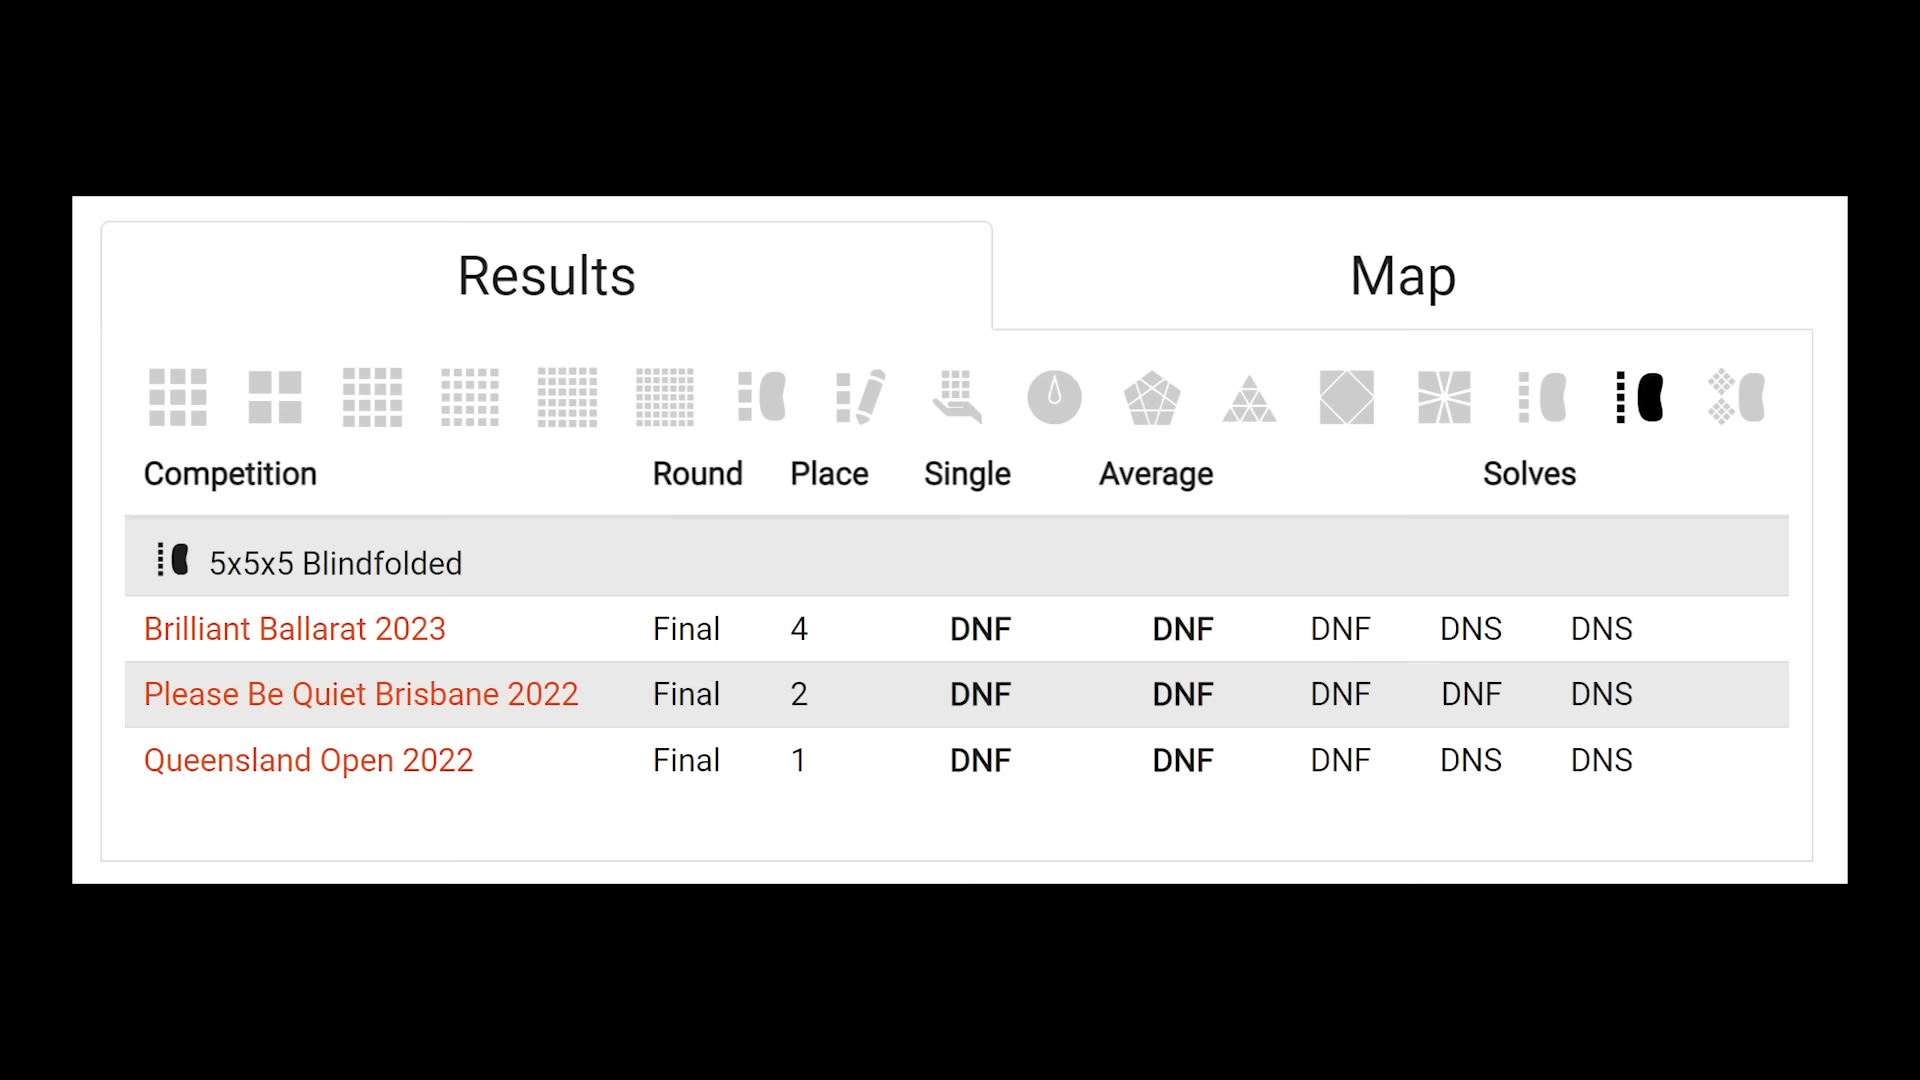 Results Map
Competition Round Place Single Average Solves
5x5x5 Blindfolded
Brilliant Ballarat 2023 Final 4 DNF DNF DNF DNS DNS
Please Be Quiet Brisbane 2022 Final 2 DNF DNF DNF DNF DNS
Queensland Open 2022 Final 1 DNF DNF DNF DNS DNS